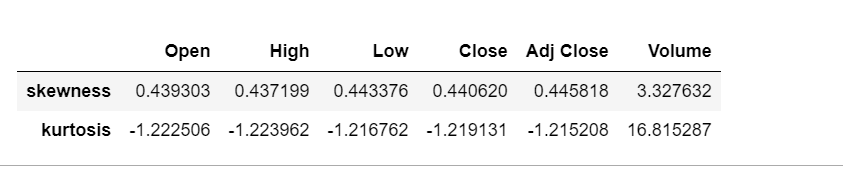 Open High Low Close Adj Close Volume
skewness 0.439303 0.437199 0.443376 0.440620 0.445818 3.327632
kurtosis -1.222506 -1.223962 -1.216762 -1.219131 -1.215208 16.815287